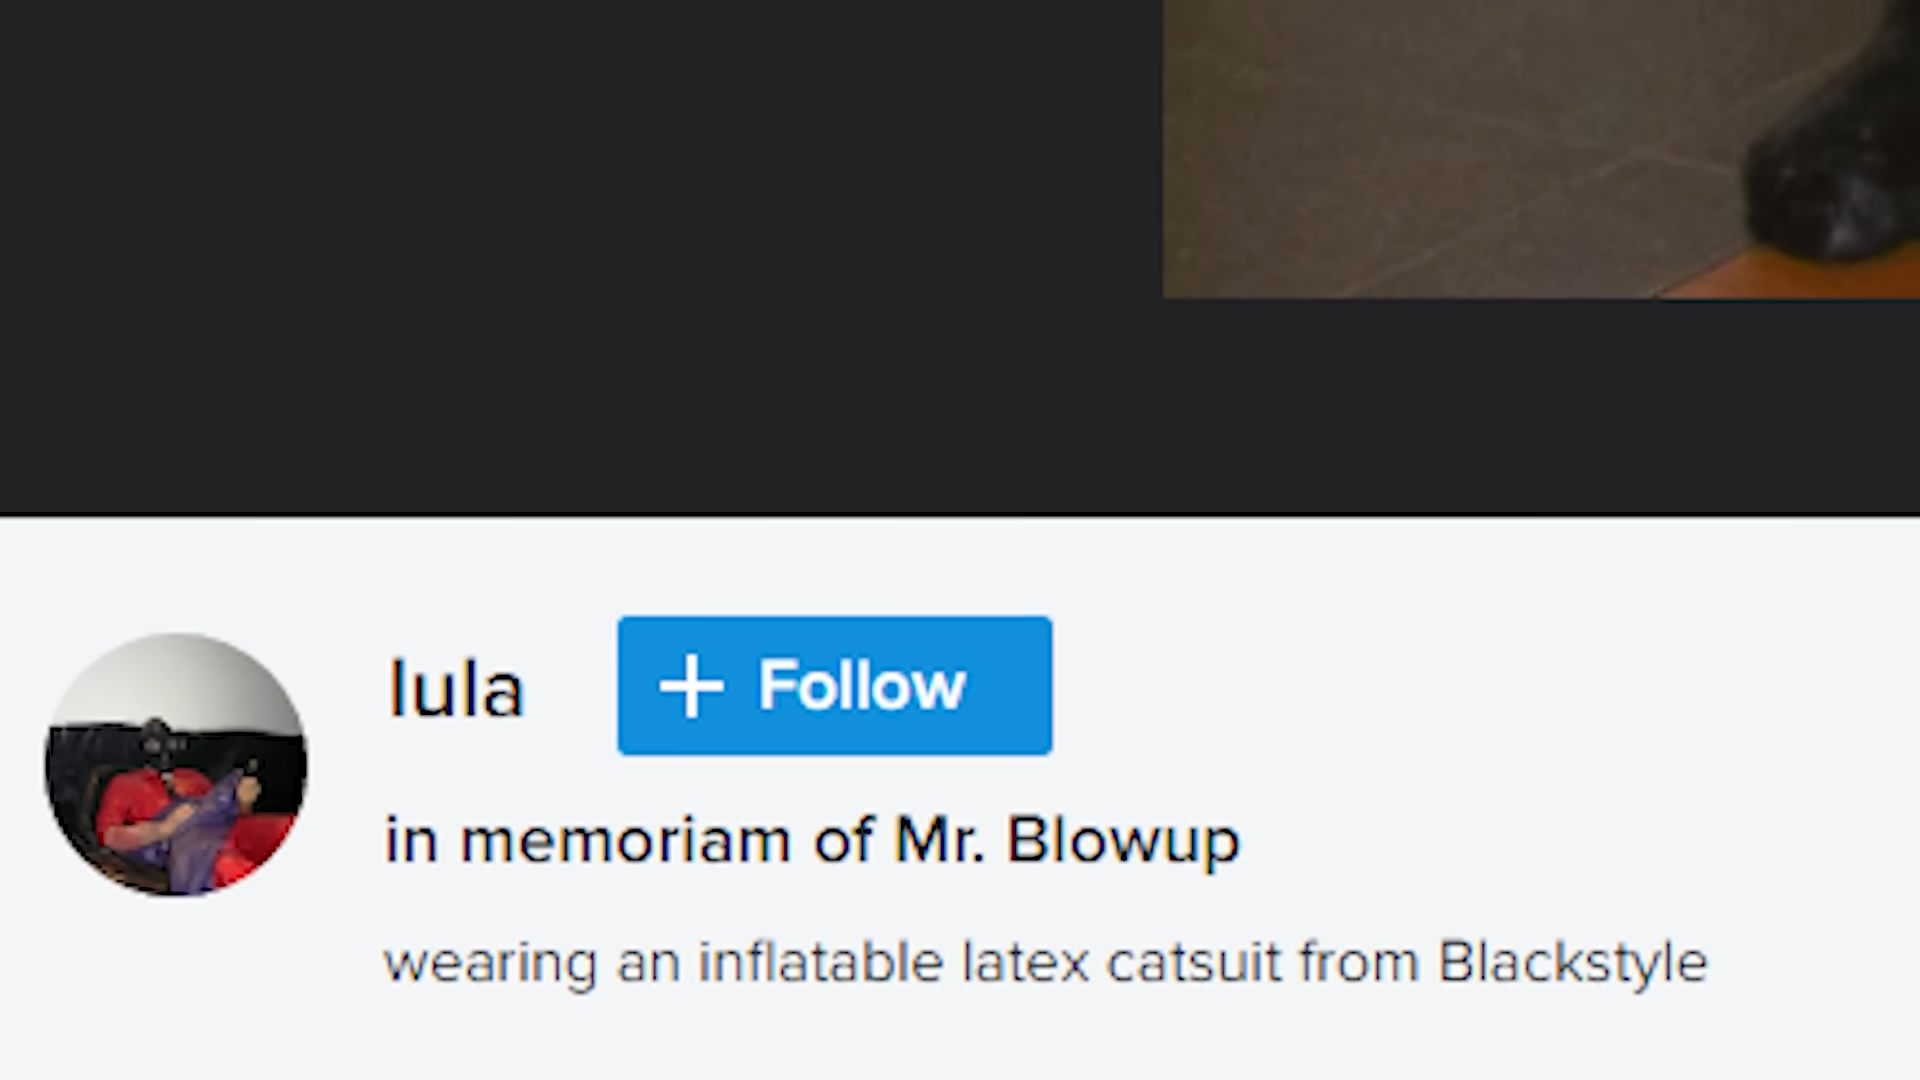 lula
+ Follow
in memoriam of Mr. Blowup
wearing an inflatable latex catsuit from Blackstyle